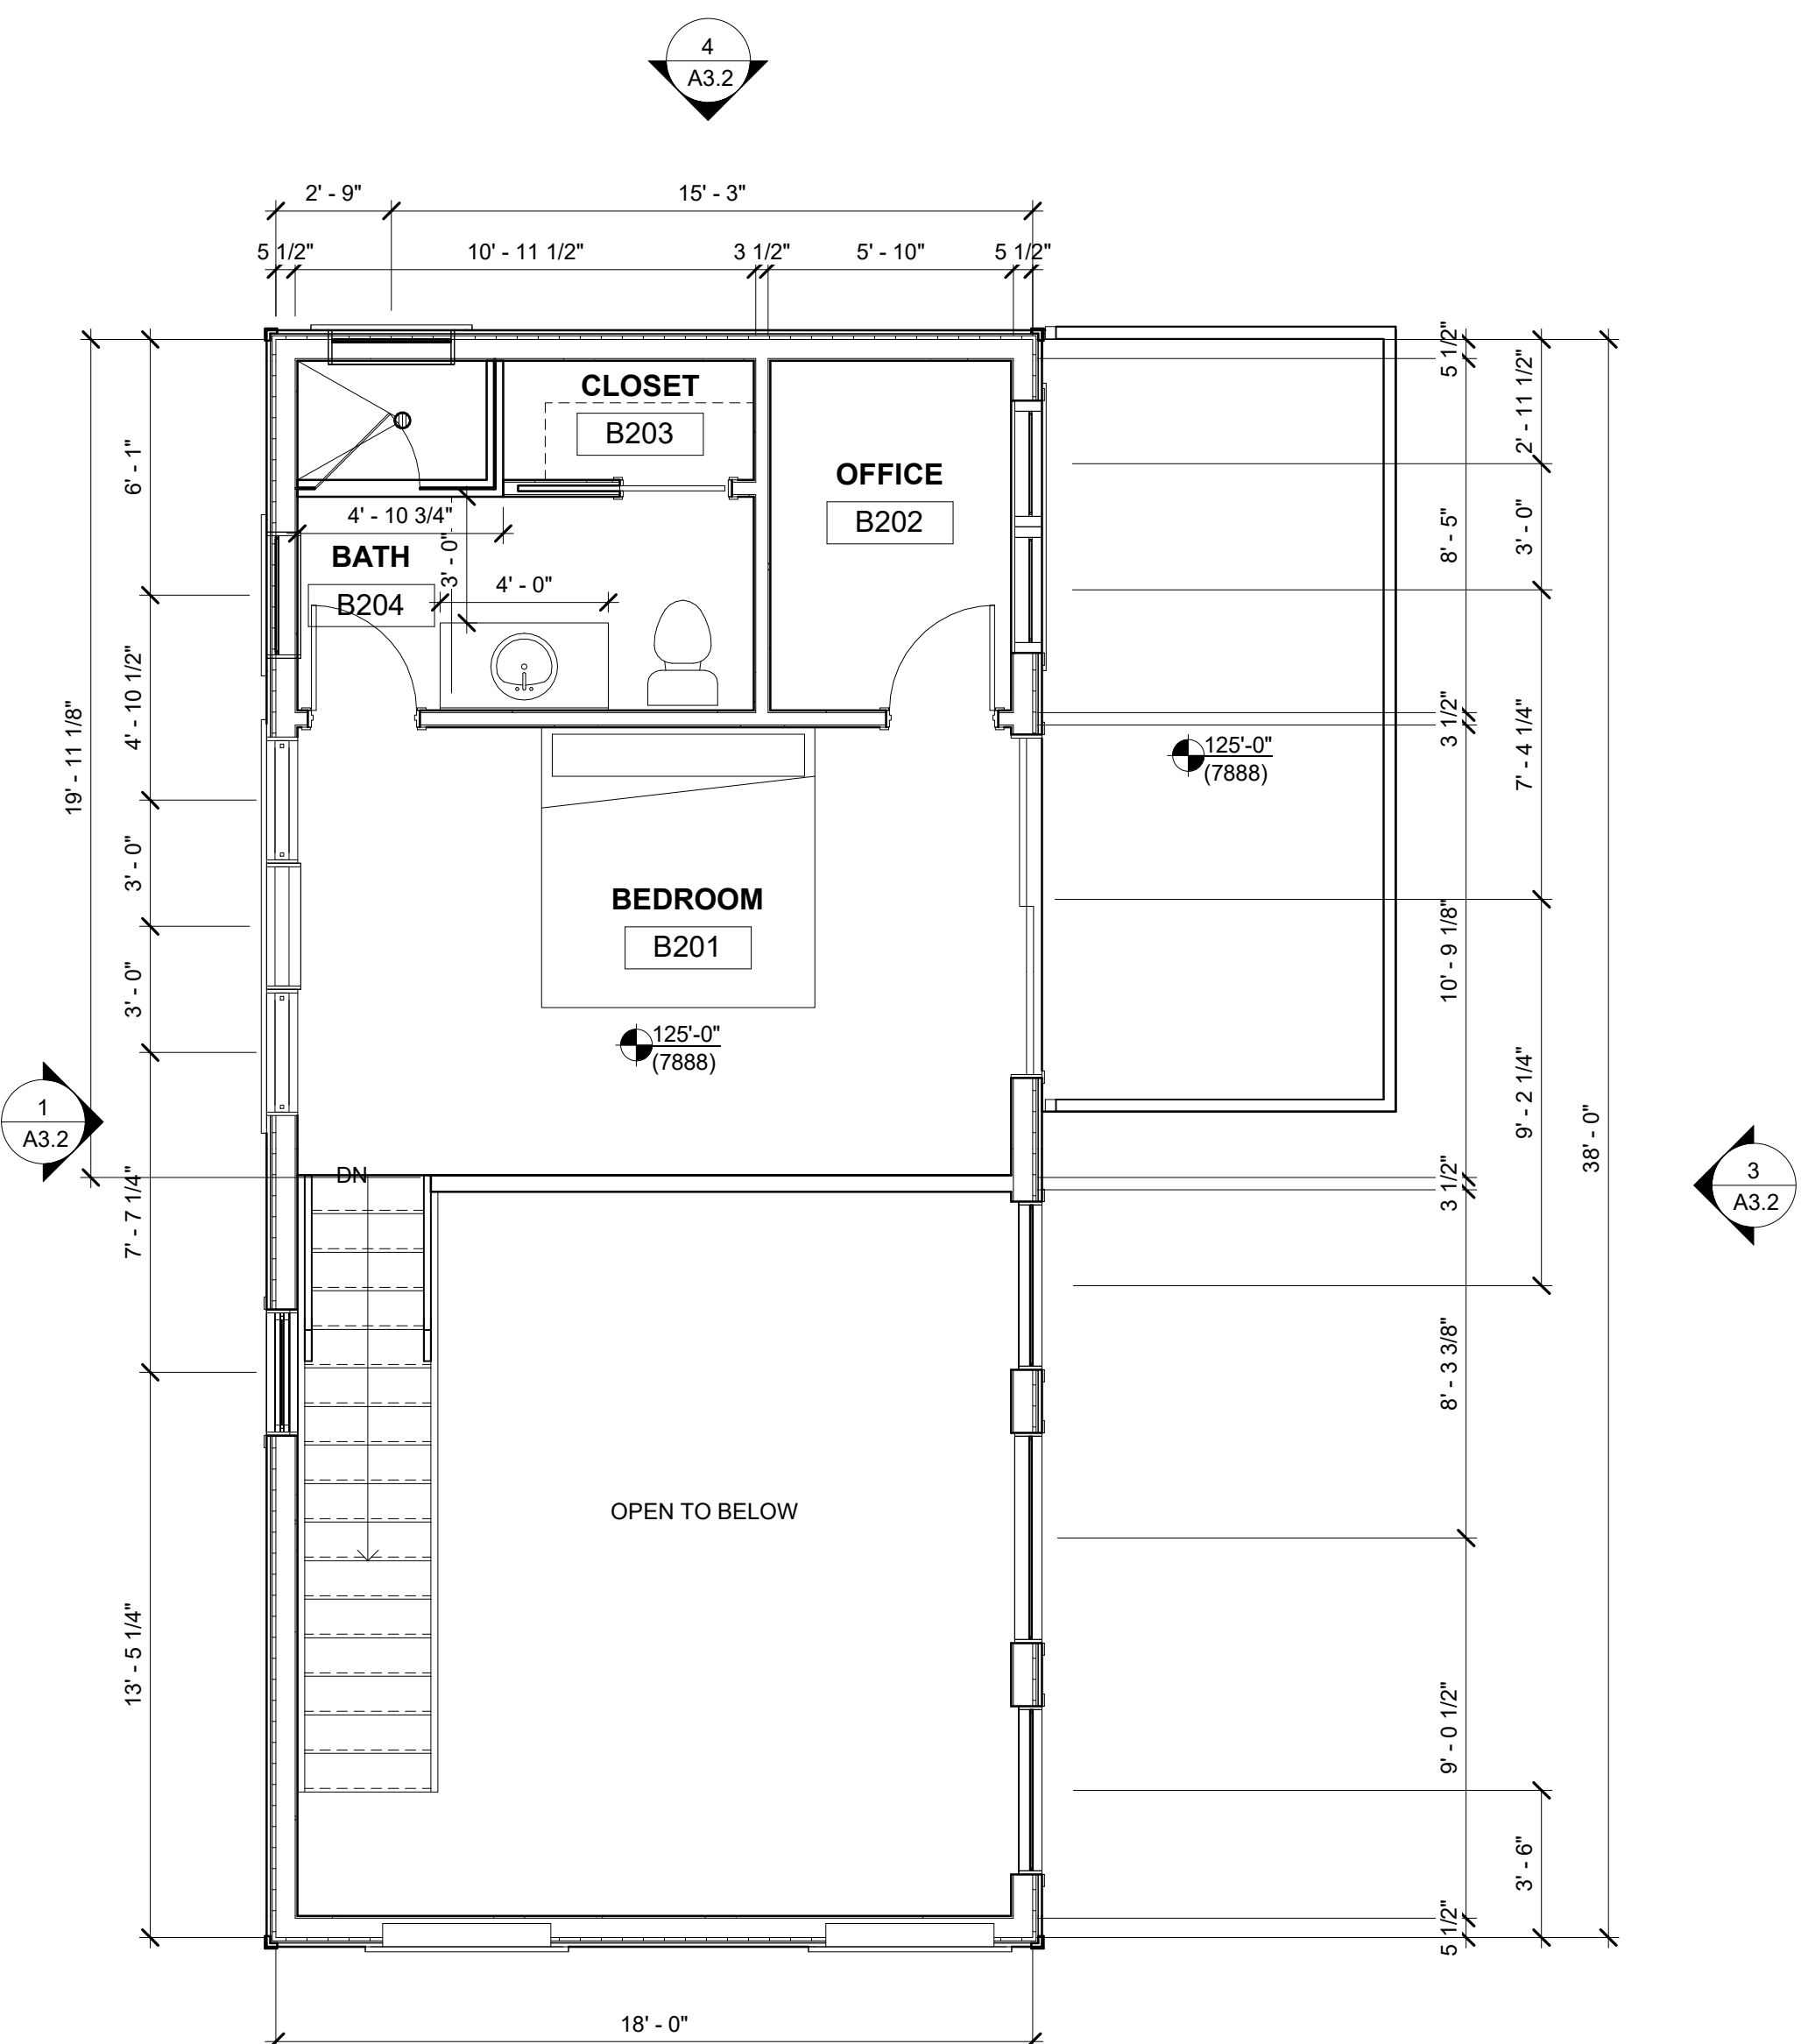 4
A3.2
2' - 9"
15' - 3"
5 1/2"
10' - 11 1/2"
3 1/2"
5' - 10"
5 1/2"
CLOSET
B203
OFFICE
B202
4' - 10 3/4"
BATH
B204
3' - 0"
4' - 0"
BEDROOM
B201
125'-0"
(7888)
125'-0"
(7888)
DN
OPEN TO BELOW
19' - 11 1/8"
6' - 1"
4' - 10 1/2"
3' - 0"
3' - 0"
7' - 7 1/4"
13' - 5 1/4"
1
A3.2
5 1/2"
8' - 5"
3 1/2"
10' - 9 1/8"
3 1/2"
8' - 3 3/8"
9' - 0 1/2"
5 1/2"
2' - 11 1/2"
3' - 0"
7' - 4 1/4"
9' - 2 1/4"
3' - 6"
38' - 0"
3
A3.2
18' - 0"